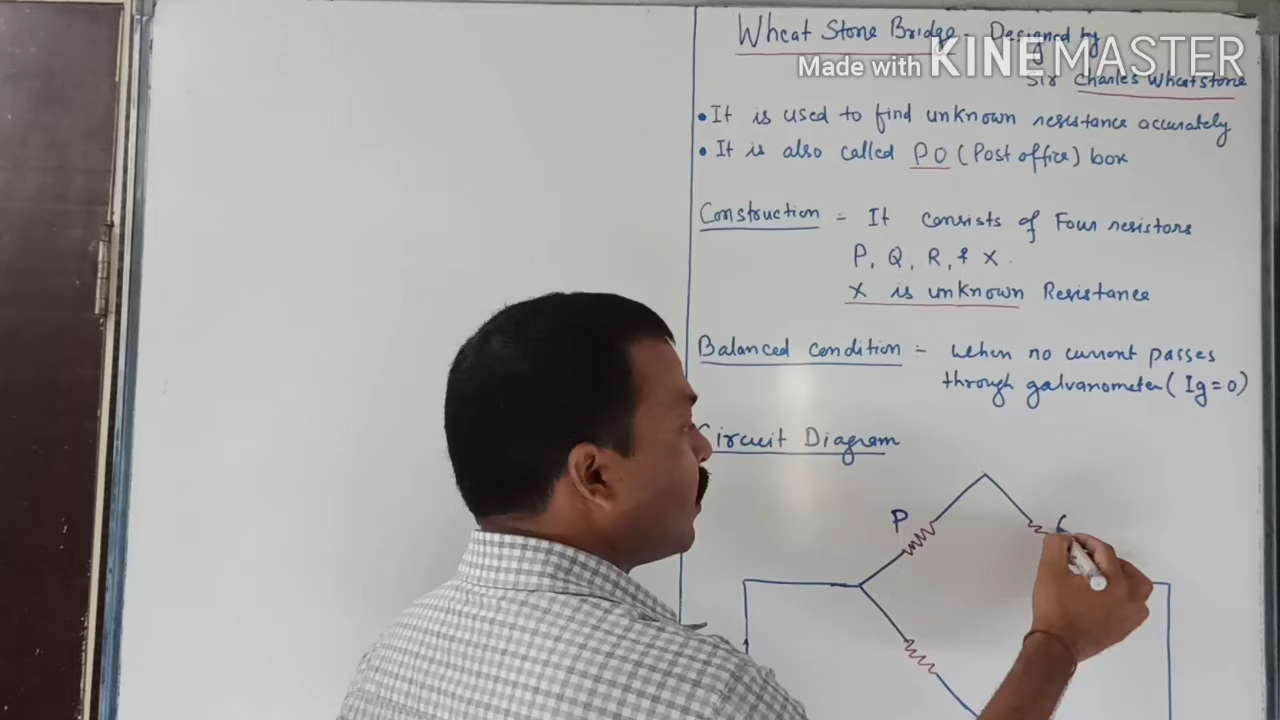 Wheat Stone Bridge - Designed by
Made with KINEMASTER
Sir Charles Wheatstone
• It is used to find unknown resistance accurately
• It is also called PO (Post office) box
Construction :- It consists of Four resistors
P, Q, R, & X.
X is unknown Resistance
Balanced condition :- when no current passes
through galvanometer (Ig = 0)
Circuit Diagram
P